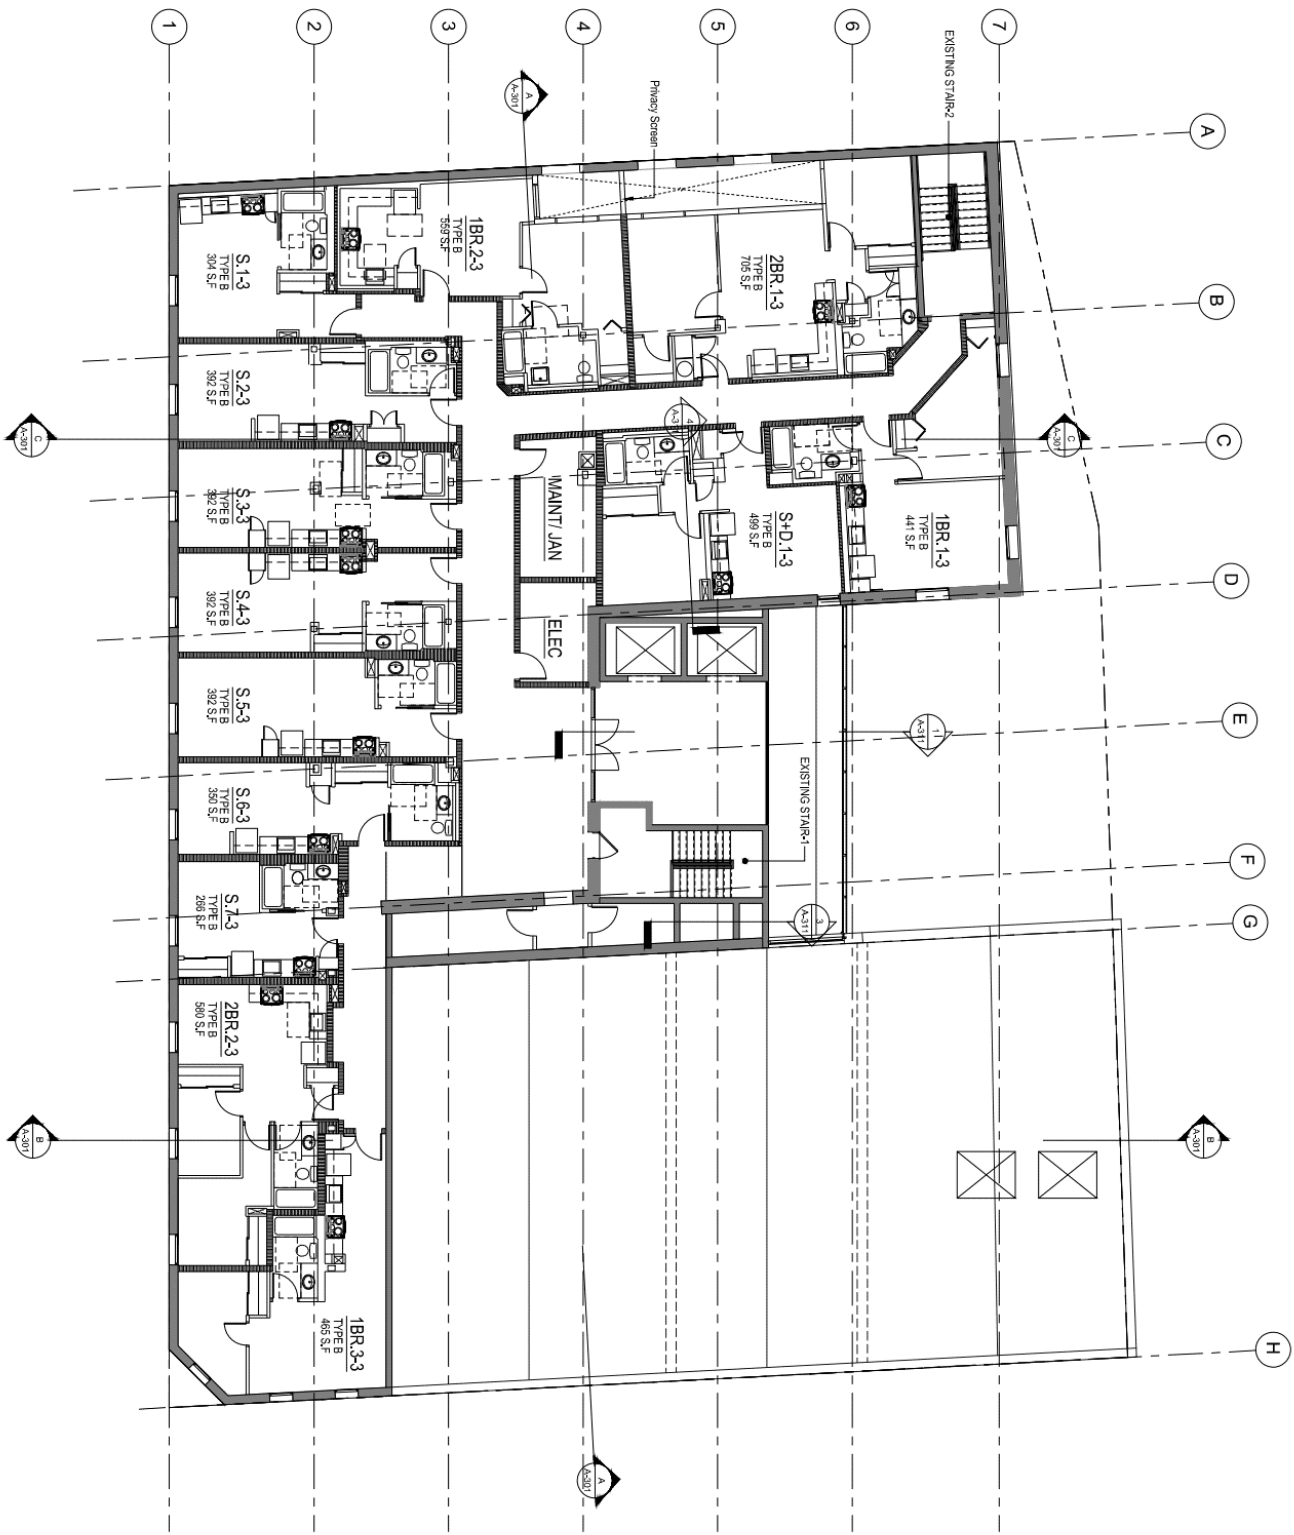 1
2
3
4
5
6
7
A
B
C
D
E
F
G
H
EXISTING STAIR-2
Privacy Screen
A
A-301
1BR.2-3
TYPE B
559 S.F
2BR.1-3
TYPE B
705 S.F
S.1-3
TYPE B
304 S.F
S.2-3
TYPE B
392 S.F
C
A-301
C
A-301
4
S.3-3
TYPE B
392 S.F
MAINT/ JAN
S+D.1-3
TYPE B
499 S.F
1BR.1-3
TYPE B
441 S.F
S.4-3
TYPE B
392 S.F
ELEC
S.5-3
TYPE B
392 S.F
1
A-311
EXISTING STAIR-1
S.6-3
TYPE B
350 S.F
S.7-3
TYPE B
266 S.F
3
A-311
2BR.2-3
TYPE B
580 S.F
B
A-301
B
A-301
1BR.3-3
TYPE B
465 S.F
A
A-301